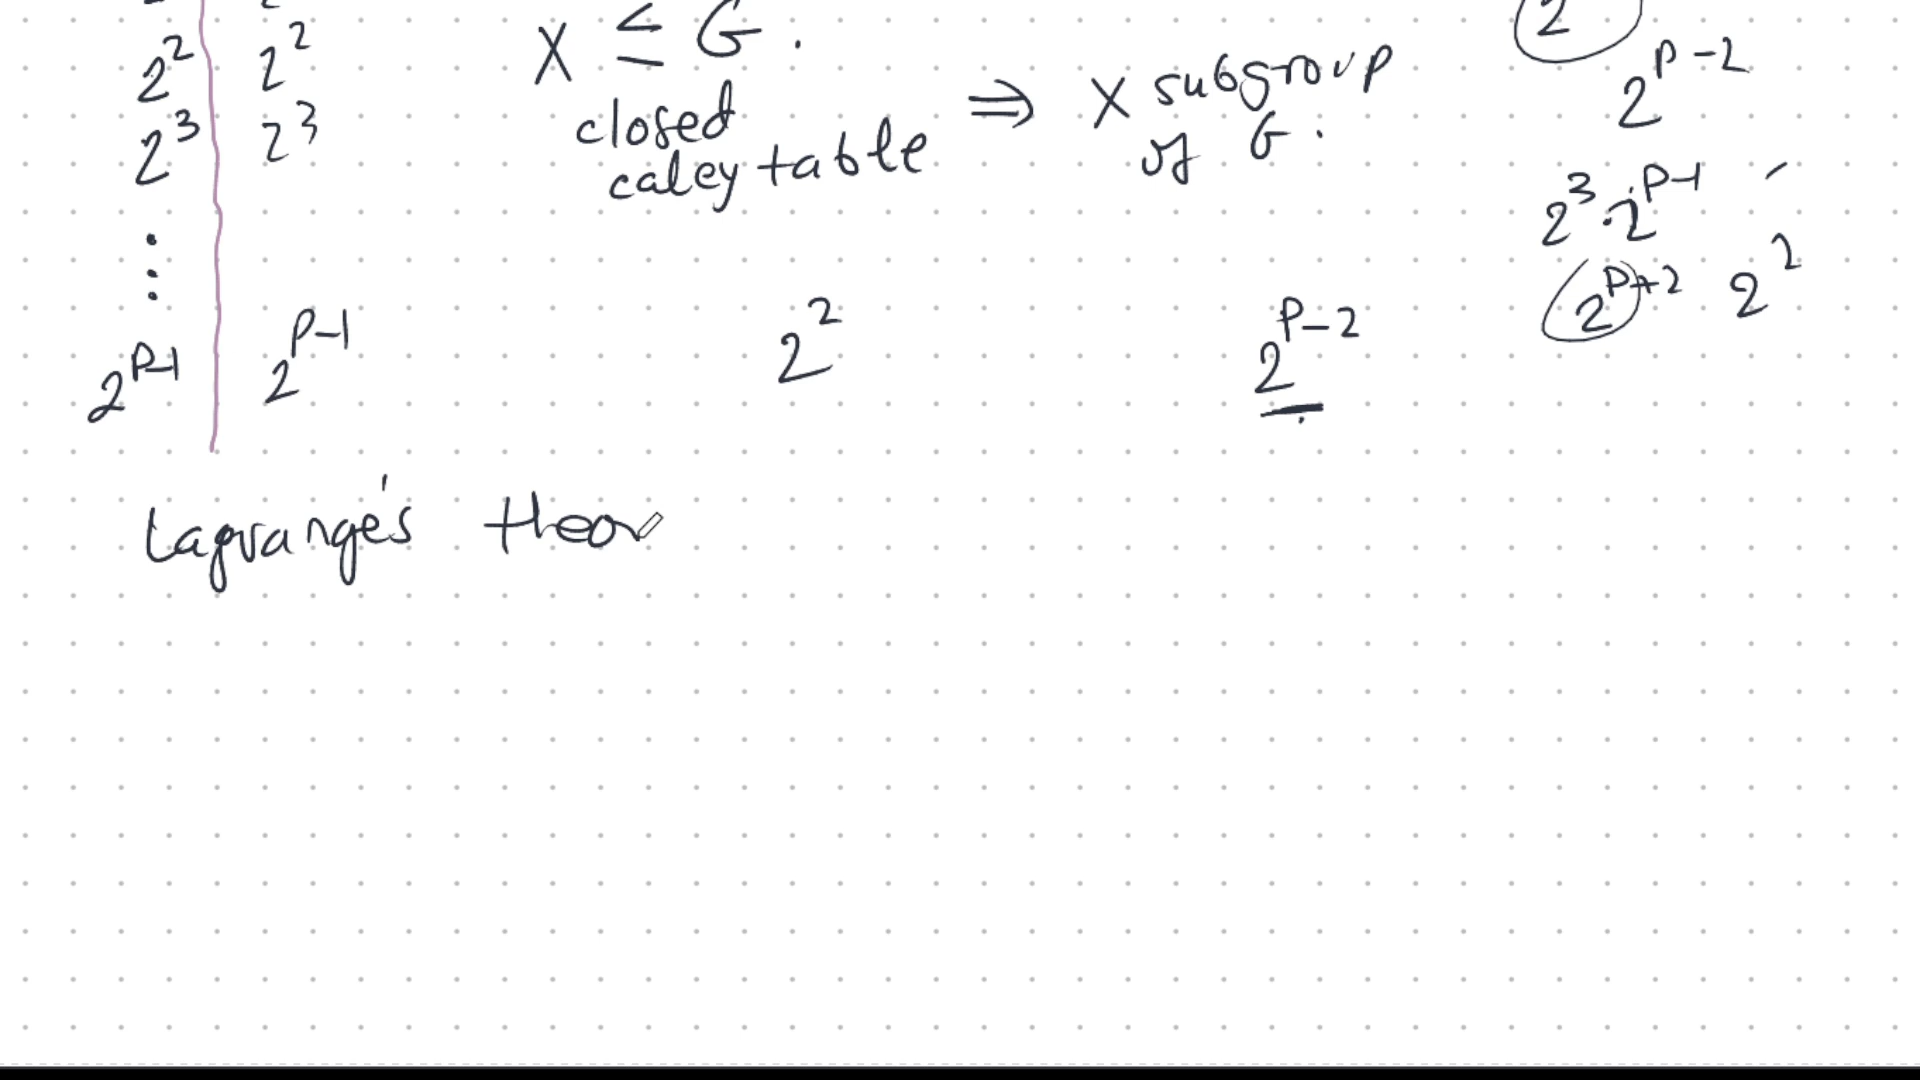 2² 2² X ≤ G . 2
2³ 2³ closed ⇒ X subgroup 2^{P-2}
caley table of G .
⋮ 2³ · 2^{P-1}
2^{P-1} 2^{P-1} 2² 2^{P-2} 2^{P+2} 2²
Lagrange's theor